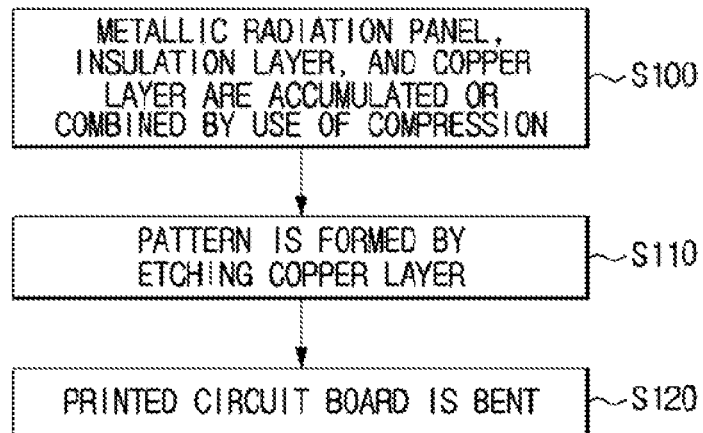 METALLIC RADIATION PANEL,
INSULATION LAYER, AND COPPER
LAYER ARE ACCUMULATED OR
COMBINED BY USE OF COMPRESSION
S100
PATTERN IS FORMED BY
ETCHING COPPER LAYER
S110
PRINTED CIRCUIT BOARD IS BENT
S120